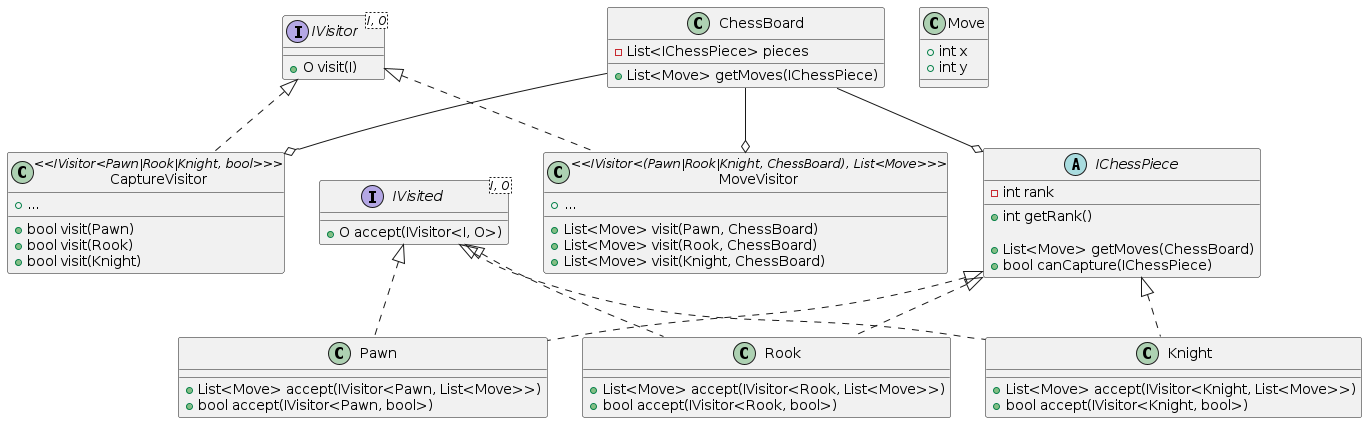 IVisitor
I, O
O visit(I)
ChessBoard
List<IChessPiece> pieces
List<Move> getMoves(IChessPiece)
Move
int x
int y
<<IVisitor<Pawn|Rook|Knight, bool>>>
CaptureVisitor
...
bool visit(Pawn)
bool visit(Rook)
bool visit(Knight)
IVisited
I, O
O accept(IVisitor<I, O>)
<<IVisitor<(Pawn|Rook|Knight, ChessBoard), List<Move>>>
MoveVisitor
...
List<Move> visit(Pawn, ChessBoard)
List<Move> visit(Rook, ChessBoard)
List<Move> visit(Knight, ChessBoard)
IChessPiece
int rank
int getRank()
List<Move> getMoves(ChessBoard)
bool canCapture(IChessPiece)
Pawn
List<Move> accept(IVisitor<Pawn, List<Move>>)
bool accept(IVisitor<Pawn, bool>)
Rook
List<Move> accept(IVisitor<Rook, List<Move>>)
bool accept(IVisitor<Rook, bool>)
Knight
List<Move> accept(IVisitor<Knight, List<Move>>)
bool accept(IVisitor<Knight, bool>)